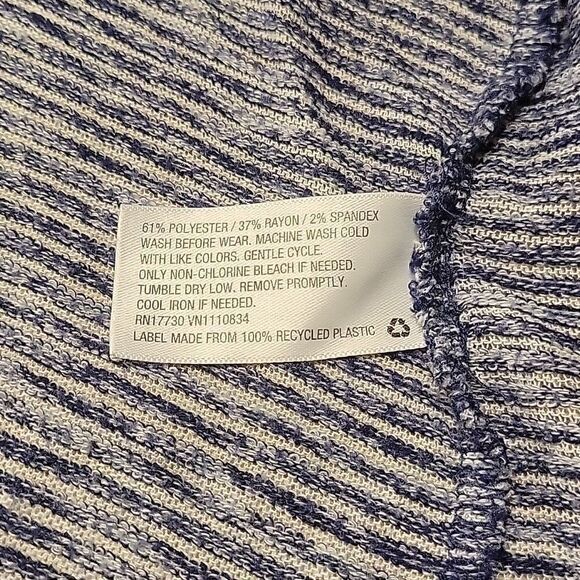 61% POLYESTER / 37% RAYON / 2% SPANDEX
WASH BEFORE WEAR. MACHINE WASH COLD
WITH LIKE COLORS. GENTLE CYCLE.
ONLY NON-CHLORINE BLEACH IF NEEDED.
TUMBLE DRY LOW. REMOVE PROMPTLY.
COOL IRON IF NEEDED.
RN17730 VN1110834
LABEL MADE FROM 100% RECYCLED PLASTIC